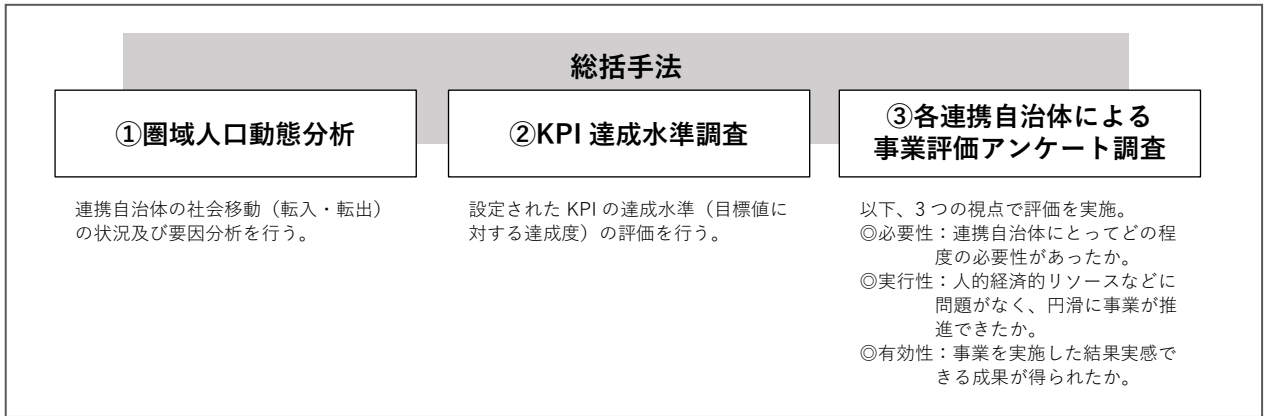 総括手法
①圏域人口動態分析
連携自治体の社会移動（転入・転出）
の状況及び要因分析を行う。
②KPI 達成水準調査
設定された KPI の達成水準（目標値に
対する達成度）の評価を行う。
③各連携自治体による
事業評価アンケート調査
以下、3 つの視点で評価を実施。
◎必要性：連携自治体にとってどの程
度の必要性があったか。
◎実行性：人的経済的リソースなどに
問題がなく、円滑に事業が推
進できたか。
◎有効性：事業を実施した結果実感で
きる成果が得られたか。